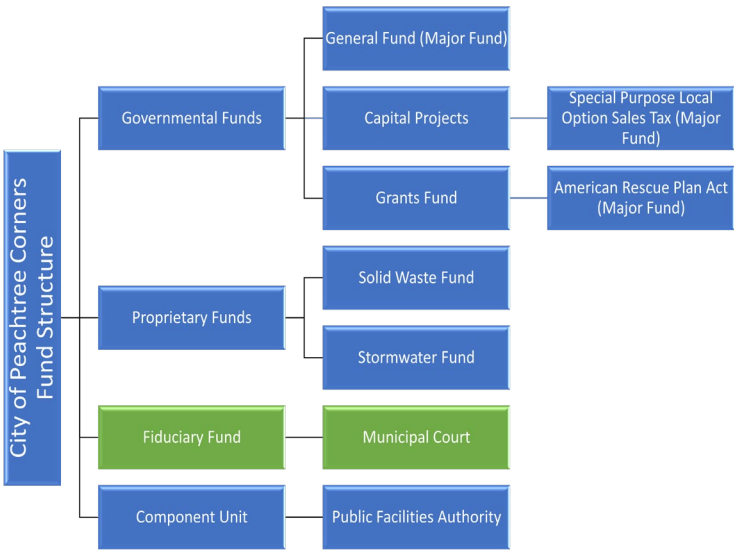 City of Peachtree Corners
Fund Structure
Governmental Funds
General Fund (Major Fund)
Capital Projects
Special Purpose Local
Option Sales Tax (Major
Fund)
Grants Fund
American Rescue Plan Act
(Major Fund)
Proprietary Funds
Solid Waste Fund
Stormwater Fund
Fiduciary Fund
Municipal Court
Component Unit
Public Facilities Authority